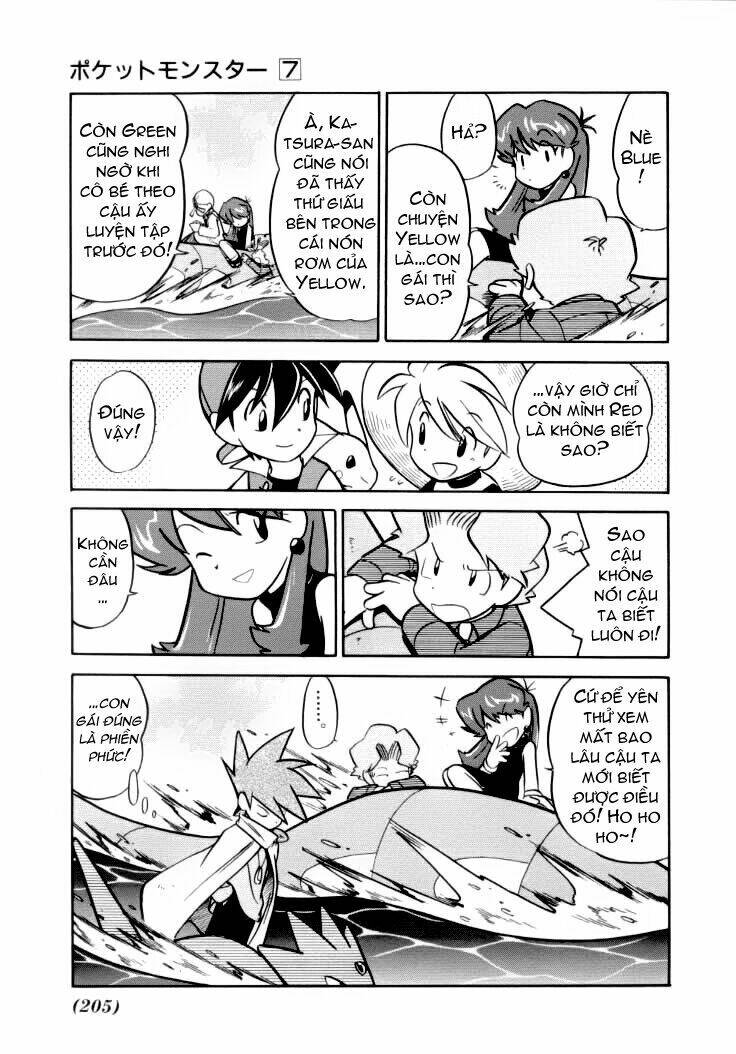 ポケットモンスター 7
NÈ
BLUE
!
HẢ?
CÒN
CHUYỆN
YELLOW
LÀ...CON
GÁI THÌ
SAO?
À, KA-
TSURA-SAN
CŨNG NÓI
ĐÃ THẤY
THỨ GIẤU
BÊN TRONG
CÁI NÓN
RƠM CỦA
YELLOW.
CÒN GREEN
CŨNG NGHI
NGỜ KHI
CÔ BÉ THEO
CẬU ẤY
LUYỆN TẬP
TRƯỚC ĐÓ!
...VẬY GIỜ CHỈ
CÒN MÌNH RED
LÀ KHÔNG BIẾT
SAO?
ĐÚNG
VẬY!
SAO
CẬU
KHÔNG
NÓI CẬU
TA BIẾT
LUÔN ĐI!
KHÔNG
CẦN
ĐÂU
...
CỨ ĐỂ YÊN
THỬ XEM
MẤT BAO
LÂU CẬU TA
MỚI BIẾT
ĐƯỢC ĐIỀU
ĐÓ! HO HO
HO~!
......。
...CON
GÁI ĐÚNG
LÀ PHIỀN
PHỨC!
(205)